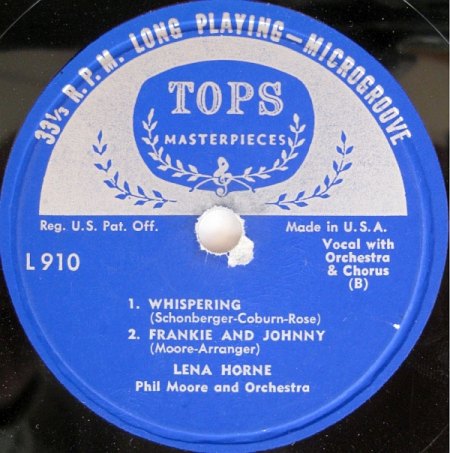 33⅓ R.P.M. LONG PLAYING—MICROGROOVE
TOPS
MASTERPIECES
Reg. U.S. Pat. Off.
Made in U.S.A.
L 910
Vocal with
Orchestra
& Chorus
(B)
1. WHISPERING
(Schonberger-Coburn-Rose)
2. FRANKIE AND JOHNNY
(Moore-Arranger)
LENA HORNE
Phil Moore and Orchestra